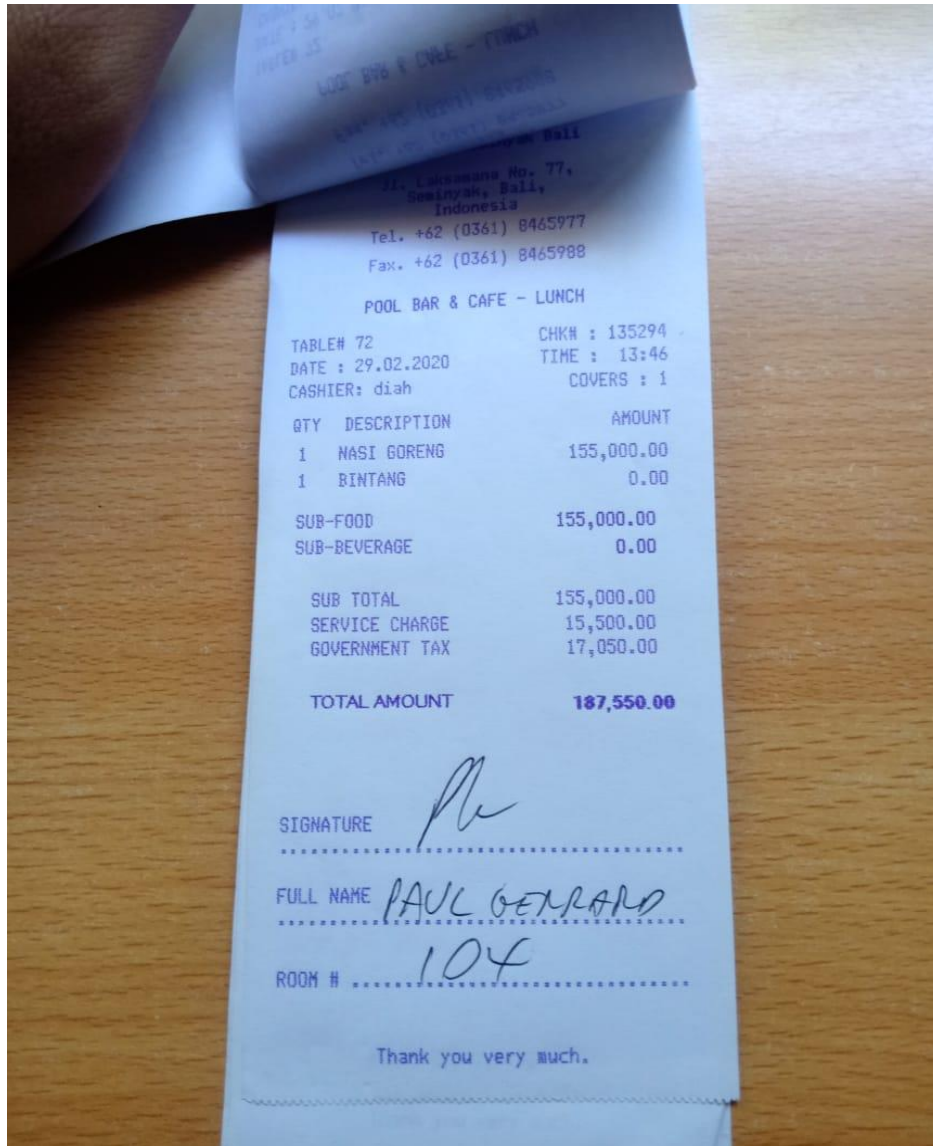 Bali
Jl. Laksamana No. 77,
Seminyak, Bali,
Indonesia
Tel. +62 (0361) 8465977
Fax. +62 (0361) 8465988
POOL BAR & CAFE - LUNCH
TABLE# 72 CHK# : 135294
DATE : 29.02.2020 TIME : 13:46
CASHIER: diah COVERS : 1
QTY DESCRIPTION AMOUNT
1 NASI GORENG 155,000.00
1 BINTANG 0.00
SUB-FOOD 155,000.00
SUB-BEVERAGE 0.00
SUB TOTAL 155,000.00
SERVICE CHARGE 15,500.00
GOVERNMENT TAX 17,050.00
TOTAL AMOUNT 187,550.00
SIGNATURE
FULL NAME PAUL GERRARD
ROOM # 104
Thank you very much.